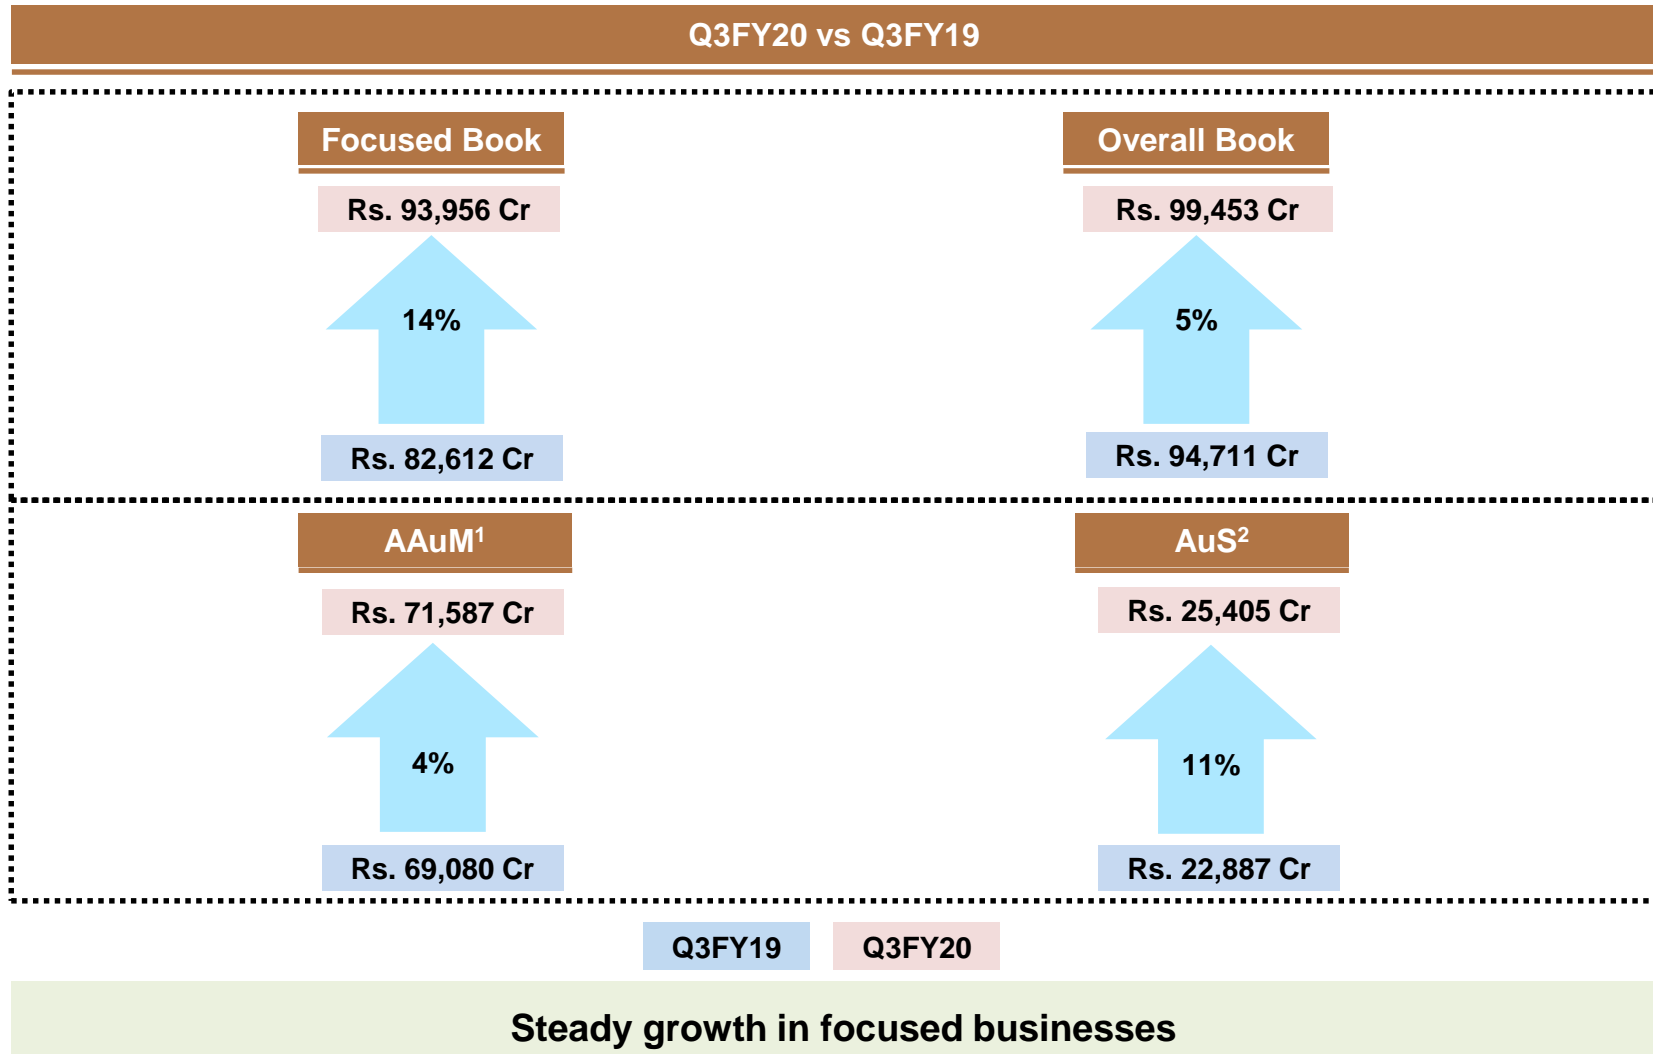 Q3FY20 vs Q3FY19
Focused Book
Rs. 93,956 Cr
14%
Rs. 82,612 Cr
Overall Book
Rs. 99,453 Cr
5%
Rs. 94,711 Cr
AAuM¹
Rs. 71,587 Cr
4%
Rs. 69,080 Cr
AuS²
Rs. 25,405 Cr
11%
Rs. 22,887 Cr
Q3FY19
Q3FY20
Steady growth in focused businesses